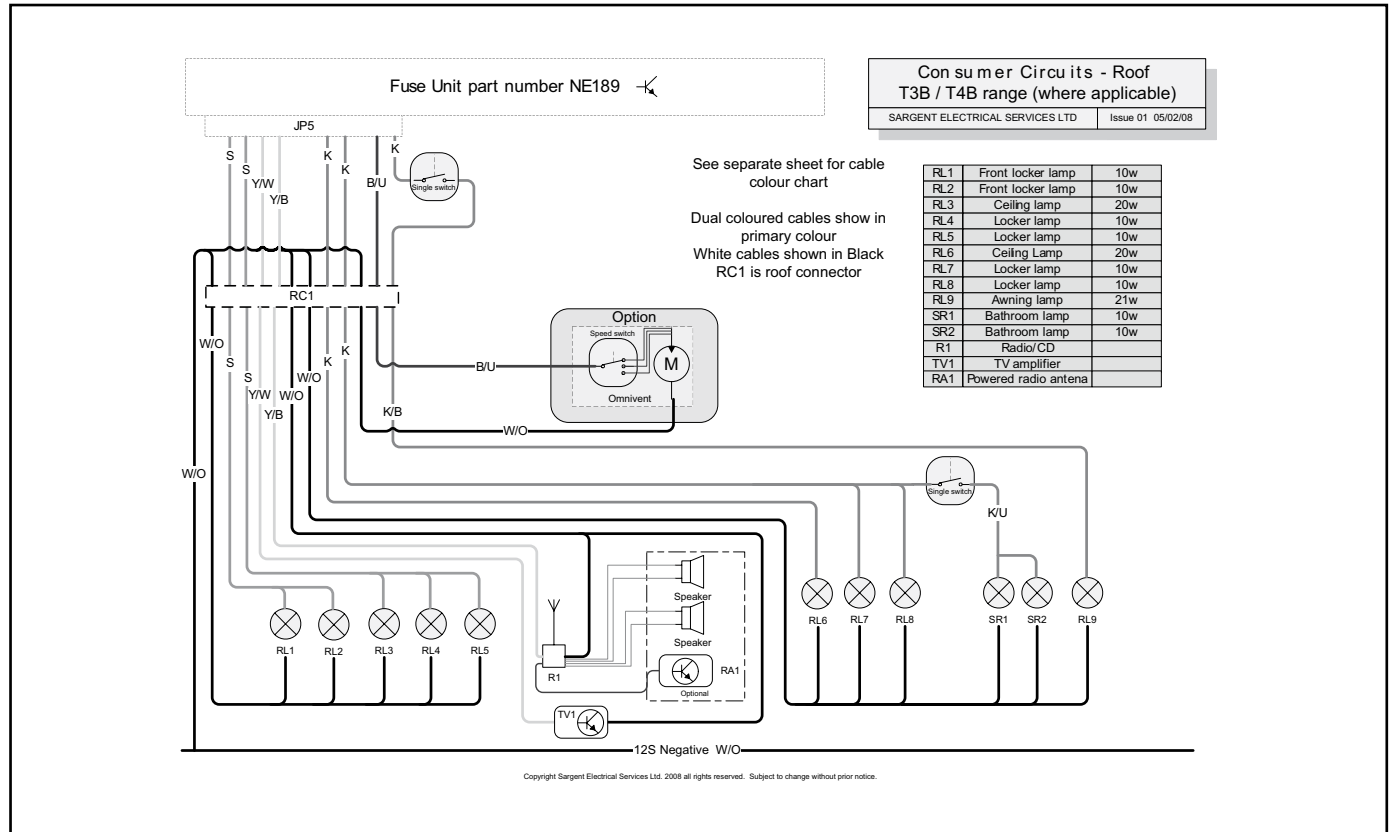 Fuse Unit part number NE189
JP5
Consumer Circuits - Roof
T3B / T4B range (where applicable)
SARGENT ELECTRICAL SERVICES LTD Issue 01 05/02/08
S
S
Y/W
Y/B
K
K
B/U
K
Single switch
See separate sheet for cable
colour chart
Dual coloured cables show in
primary colour
White cables shown in Black
RC1 is roof connector
RL1 Front locker lamp 10w
RL2 Front locker lamp 10w
RL3 Ceiling lamp 20w
RL4 Locker lamp 10w
RL5 Locker lamp 10w
RL6 Ceiling Lamp 20w
RL7 Locker lamp 10w
RL8 Locker lamp 10w
RL9 Awning lamp 21w
SR1 Bathroom lamp 10w
SR2 Bathroom lamp 10w
R1 Radio/CD
TV1 TV amplifier
RA1 Powered radio antena
RC1
Option
Speed switch
M
Omnivent
W/O
S
S
Y/W
Y/B
W/O
W/O
K
K
B/U
K/B
W/O
W/O
Single switch
K/U
Speaker
Speaker
RA1
Optional
R1
TV1
RL1
RL2
RL3
RL4
RL5
RL6
RL7
RL8
SR1
SR2
RL9
12S Negative W/O
Copyright Sargent Electrical Services Ltd. 2008 all rights reserved. Subject to change without prior notice.